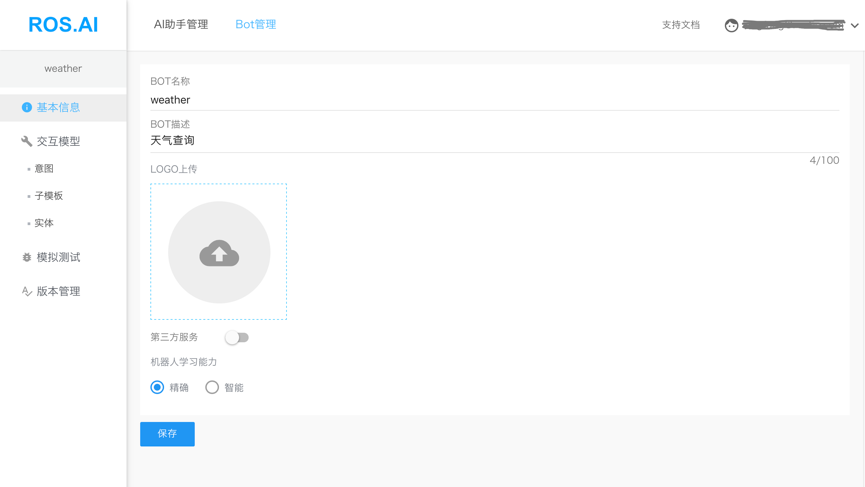 ROS.AI
AI助手管理
Bot管理
支持文档
weather
基本信息
交互模型
意图
子模板
实体
模拟测试
版本管理
BOT名称
weather
BOT描述
天气查询
4/100
LOGO上传
第三方服务
机器人学习能力
精确
智能
保存